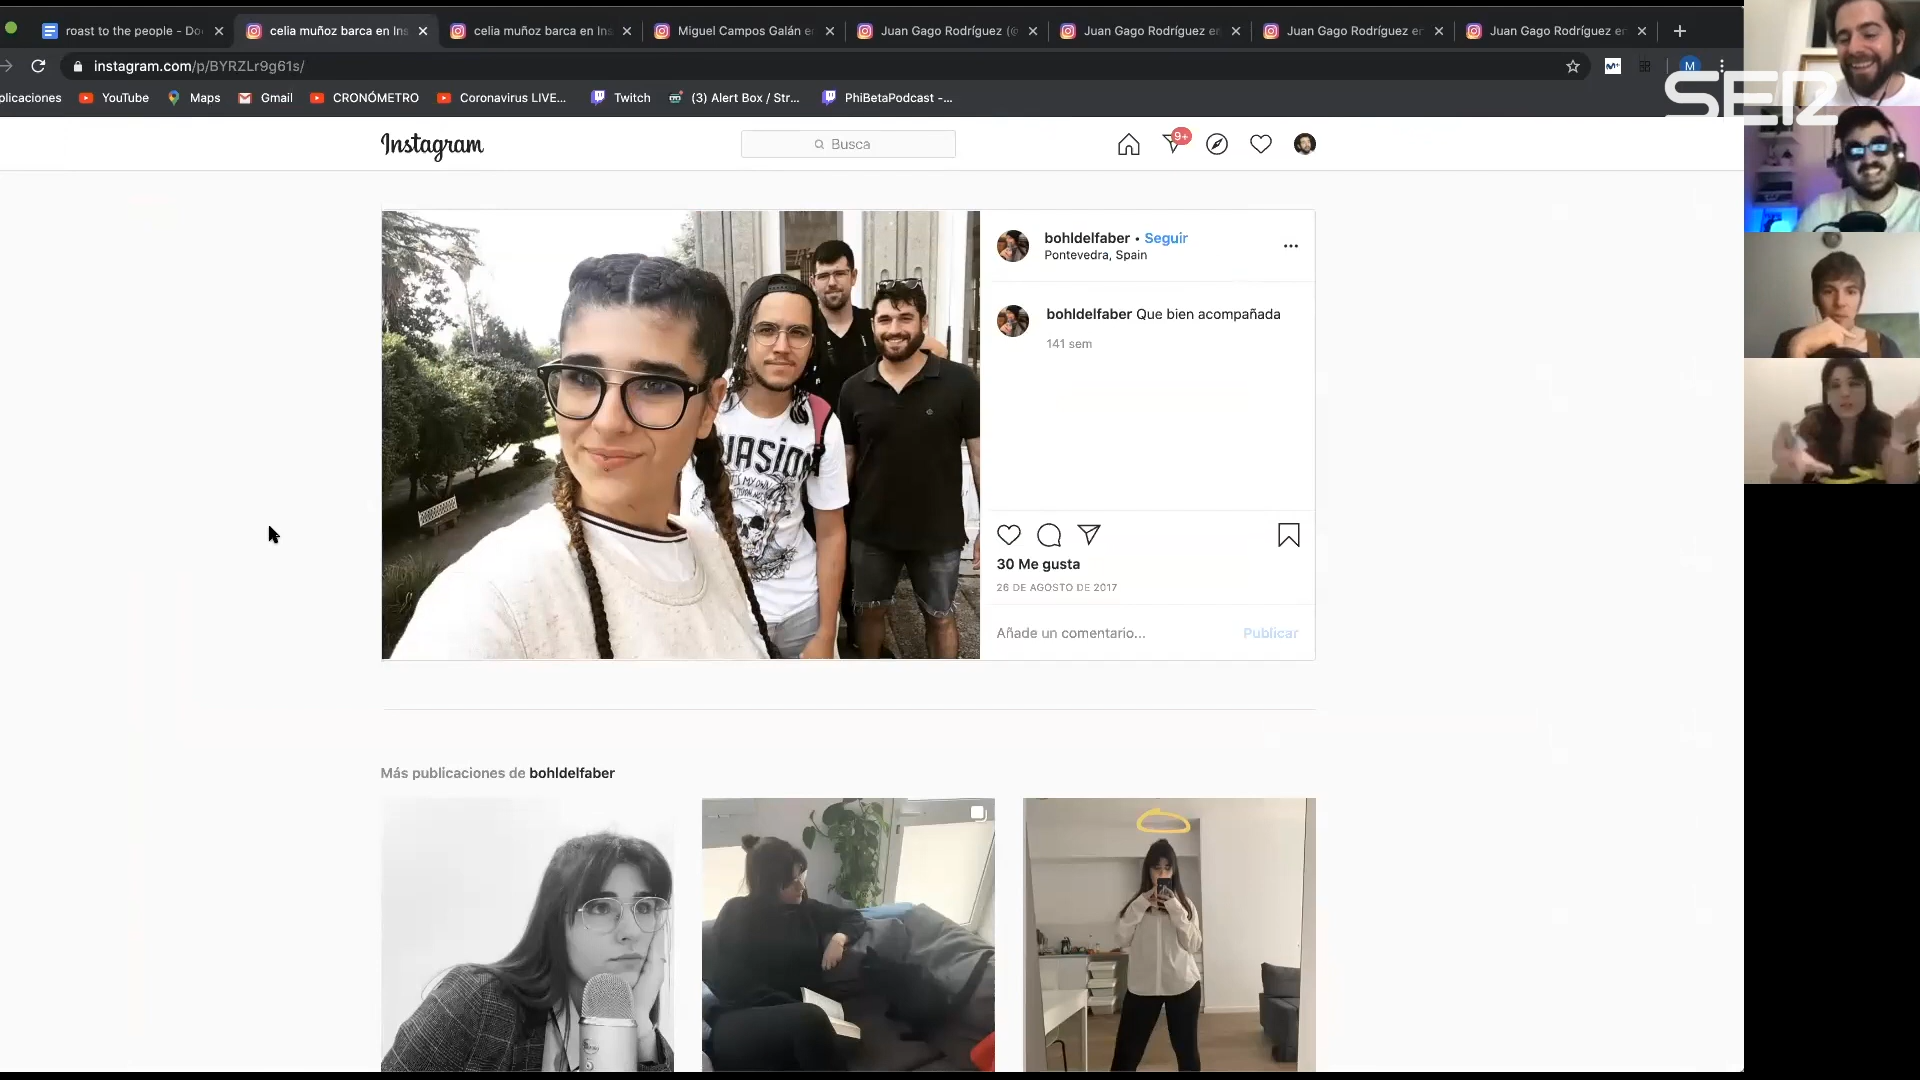 roast to the people - Do
celia muñoz barca en Ins
celia muñoz barca en Ins
Miguel Campos Galán e
Juan Gago Rodríguez (@
Juan Gago Rodríguez en
Juan Gago Rodríguez en
Juan Gago Rodríguez en
instagram.com/p/BYRZLr9g61s/
M
plicaciones
YouTube
Maps
Gmail
CRONÓMETRO
Coronavirus LIVE...
Twitch
(3) Alert Box / Str...
PhiBetaPodcast -...
SER
Instagram
Busca
9+
bohldelfaber • Seguir
Pontevedra, Spain
bohldelfaber Que bien acompañada
141 sem
VASION
30 Me gusta
26 DE AGOSTO DE 2017
Añade un comentario...
Publicar
Más publicaciones de bohldelfaber